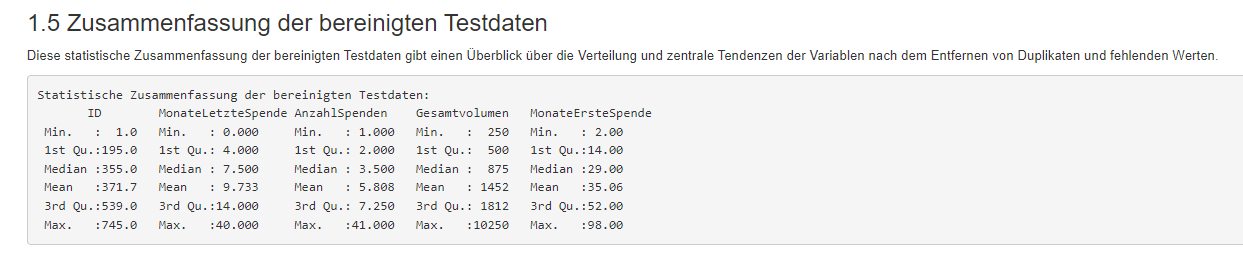 1.5 Zusammenfassung der bereinigten Testdaten
Diese statistische Zusammenfassung der bereinigten Testdaten gibt einen Überblick über die Verteilung und zentrale Tendenzen der Variablen nach dem Entfernen von Duplikaten und fehlenden Werten.
Statistische Zusammenfassung der bereinigten Testdaten:
       ID        MonateLetzteSpende AnzahlSpenden    Gesamtvolumen   MonateErsteSpende
 Min.   :  1.0   Min.   : 0.000     Min.   : 1.000   Min.   :  250   Min.   : 2.00
 1st Qu.:195.0   1st Qu.: 4.000     1st Qu.: 2.000   1st Qu.:  500   1st Qu.:14.00
 Median :355.0   Median : 7.500     Median : 3.500   Median :  875   Median :29.00
 Mean   :371.7   Mean   : 9.733     Mean   : 5.808   Mean   : 1452   Mean   :35.06
 3rd Qu.:539.0   3rd Qu.:14.000     3rd Qu.: 7.250   3rd Qu.: 1812   3rd Qu.:52.00
 Max.   :745.0   Max.   :40.000     Max.   :41.000   Max.   :10250   Max.   :98.00